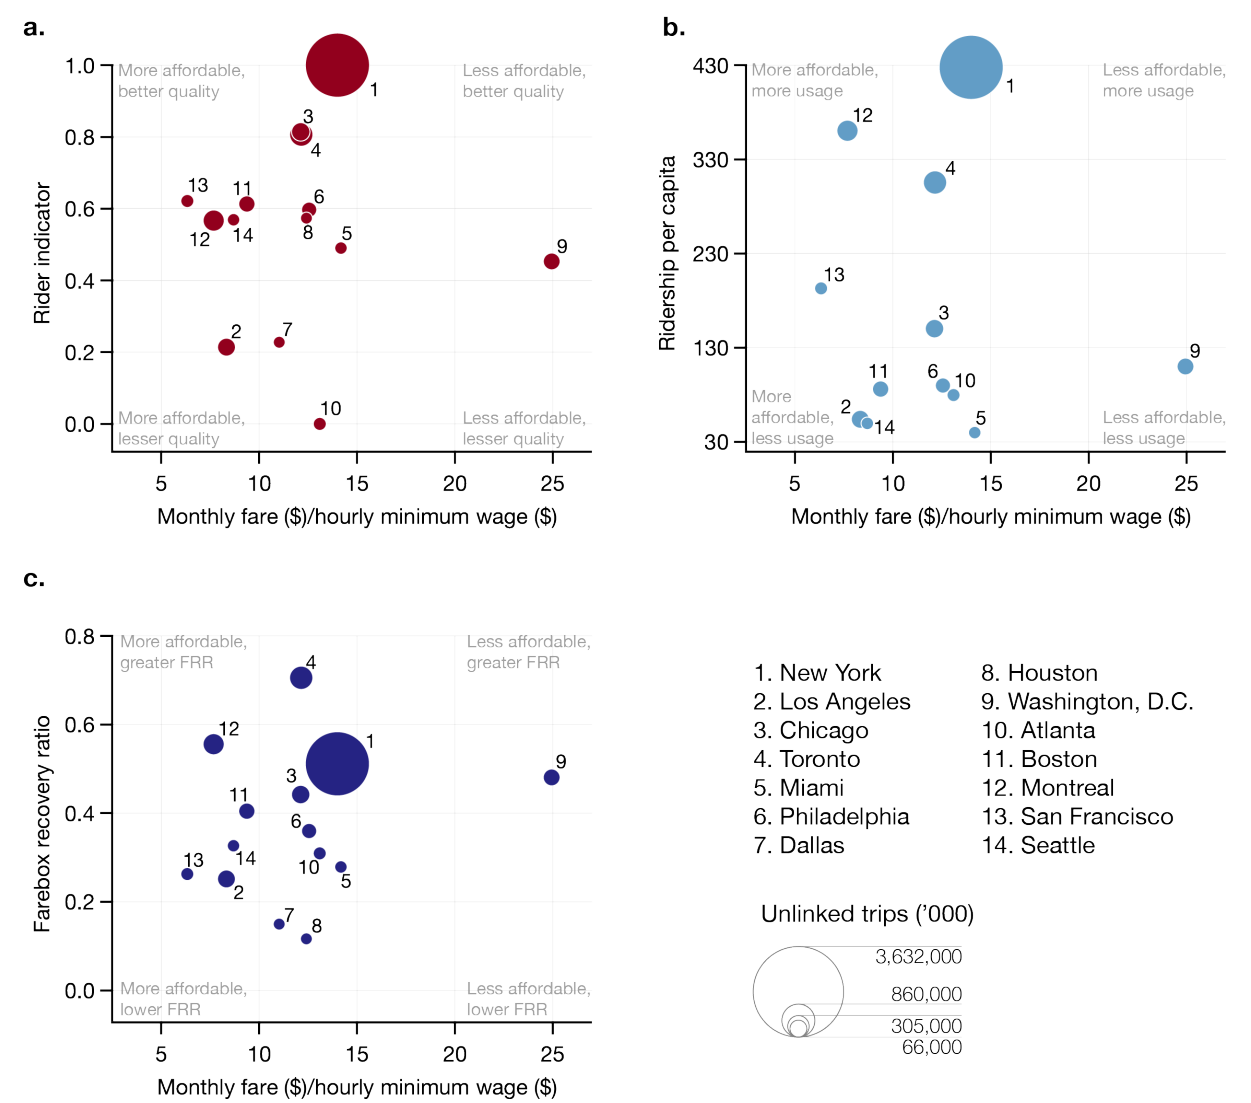 a.
Rider indicator
1.0
0.8
0.6
0.4
0.2
0.0
More affordable,
better quality
Less affordable,
better quality
1
3
4
13
11
6
12
14
8
5
9
2
7
10
More affordable,
lesser quality
Less affordable,
lesser quality
5
10
15
20
25
Monthly fare ($)/hourly minimum wage ($)
b.
Ridership per capita
430
330
230
130
30
More affordable,
more usage
Less affordable,
more usage
1
12
4
13
3
9
11
6
10
2
14
5
More
affordable,
less usage
Less affordable,
less usage
5
10
15
20
25
Monthly fare ($)/hourly minimum wage ($)
c.
Farebox recovery ratio
0.8
0.6
0.4
0.2
0.0
More affordable,
greater FRR
Less affordable,
greater FRR
4
12
1
9
3
11
6
13
14
10
2
5
7
8
More affordable,
lower FRR
Less affordable,
lower FRR
5
10
15
20
25
Monthly fare ($)/hourly minimum wage ($)
1. New York
2. Los Angeles
3. Chicago
4. Toronto
5. Miami
6. Philadelphia
7. Dallas
8. Houston
9. Washington, D.C.
10. Atlanta
11. Boston
12. Montreal
13. San Francisco
14. Seattle
Unlinked trips (’000)
3,632,000
860,000
305,000
66,000